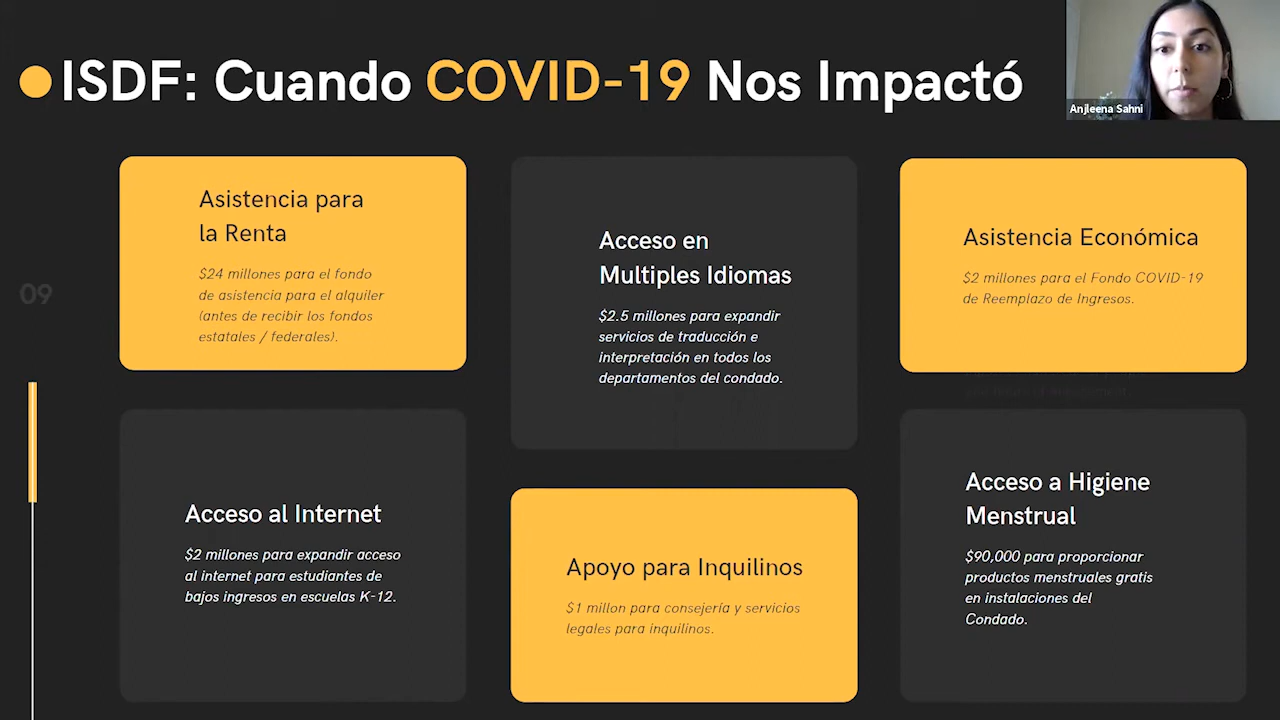 ISDF: Cuando COVID-19 Nos Impactó
Anjleena Sahni
Asistencia para
la Renta
$24 millones para el fondo
de asistencia para el alquiler
(antes de recibir los fondos
estatales / federales).
Acceso en
Multiples Idiomas
$2.5 millones para expandir
servicios de traducción e
interpretación en todos los
departamentos del condado.
Asistencia Económica
$2 millones para el Fondo COVID-19
de Reemplazo de Ingresos.
09
Acceso al Internet
$2 millones para expandir acceso
al internet para estudiantes de
bajos ingresos en escuelas K-12.
Apoyo para Inquilinos
$1 millon para consejería y servicios
legales para inquilinos.
Acceso a Higiene
Menstrual
$90,000 para proporcionar
productos menstruales gratis
en instalaciones del
Condado.